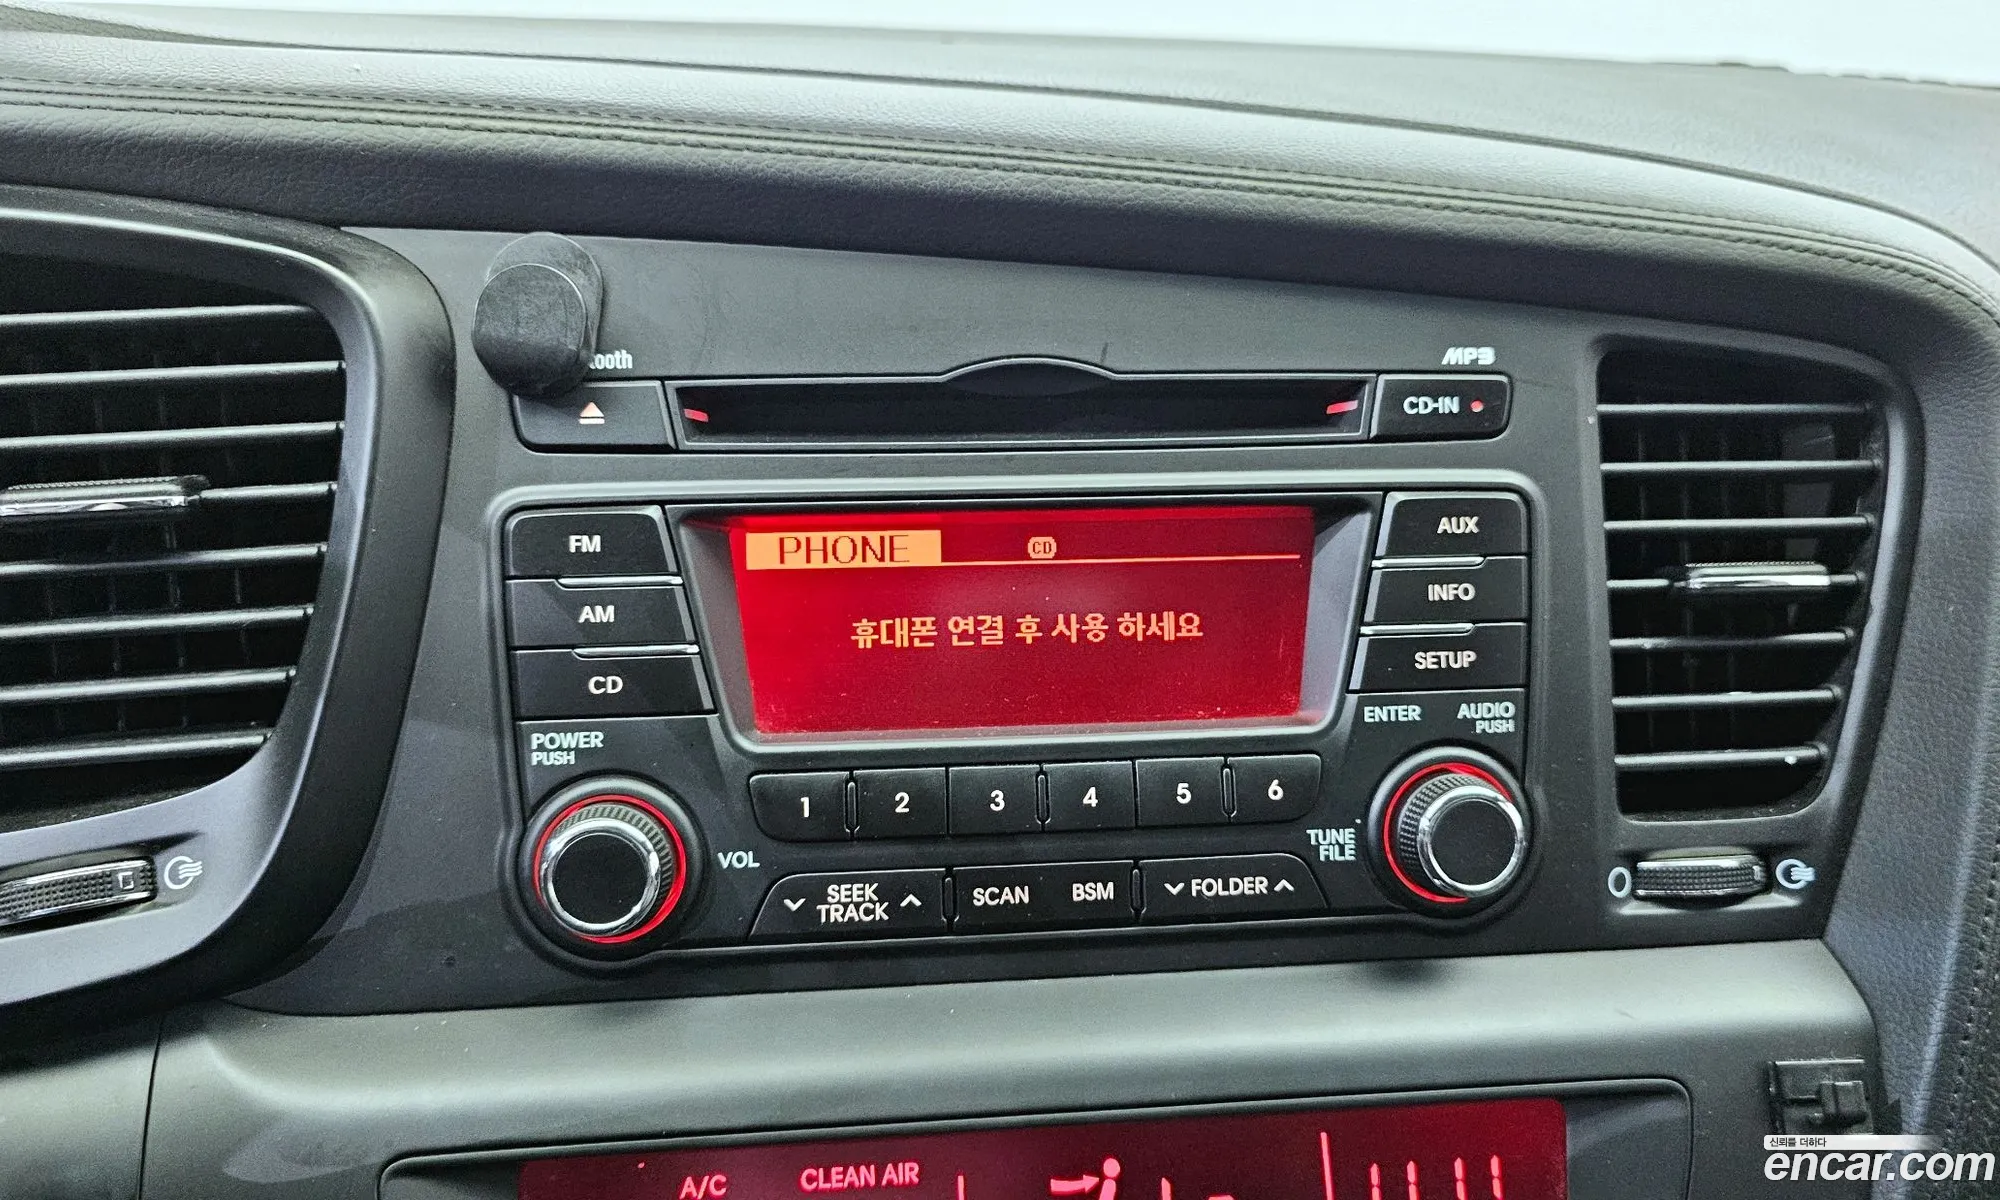 MP3
CD-IN
FM
AM
CD
PHONE
CD
휴대폰 연결 후 사용 하세요
AUX
INFO
SETUP
POWER
PUSH
ENTER
AUDIO
PUSH
1 2 3 4 5 6
VOL
TUNE
FILE
SEEK
TRACK
SCAN
BSM
FOLDER
A/C
CLEAN AIR
신뢰를 더하다
encar.com